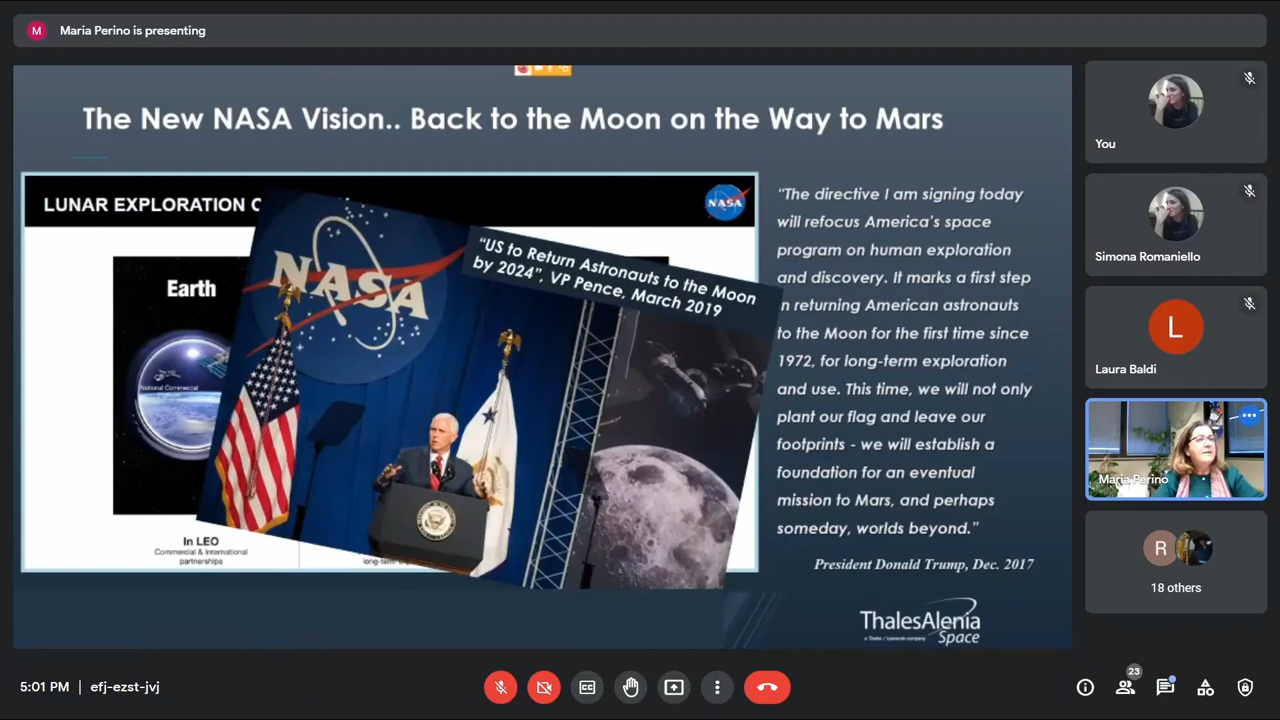 M
Maria Perino is presenting
The New NASA Vision.. Back to the Moon on the Way to Mars
LUNAR EXPLORATION C
NASA
NASA
"US to Return Astronauts to the Moon
by 2024", VP Pence, March 2019
Earth
National Commercial
In LEO
Commercial & International
partnerships
"The directive I am signing today
will refocus America's space
program on human exploration
and discovery. It marks a first step
n returning American astronauts
to the Moon for the first time since
1972, for long-term exploration
and use. This time, we will not only
plant our flag and leave our
footprints - we will establish a
foundation for an eventual
mission to Mars, and perhaps
someday, worlds beyond."
President Donald Trump, Dec. 2017
ThalesAlenia
Space
You
Simona Romaniello
L
Laura Baldi
Maria Perino
R
18 others
5:01 PM | efj-ezst-jvj
23